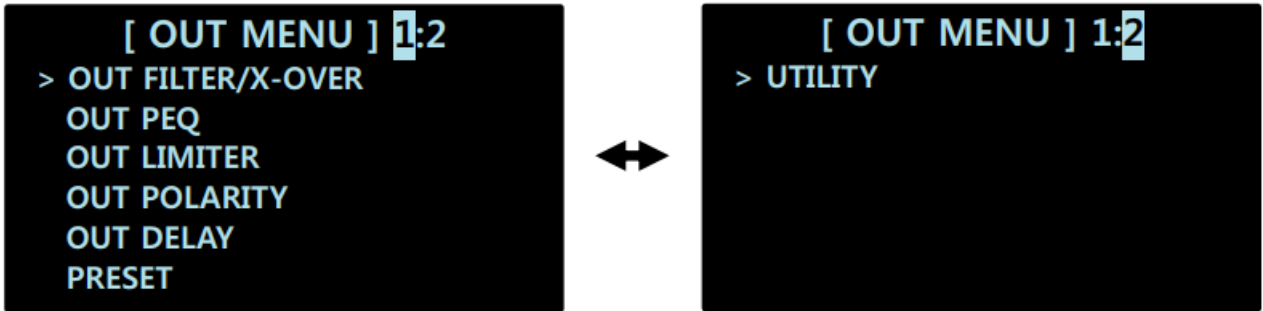 [ OUT MENU ] 1:2
> OUT FILTER/X-OVER
OUT PEQ
OUT LIMITER
OUT POLARITY
OUT DELAY
PRESET
[ OUT MENU ] 1:2
> UTILITY